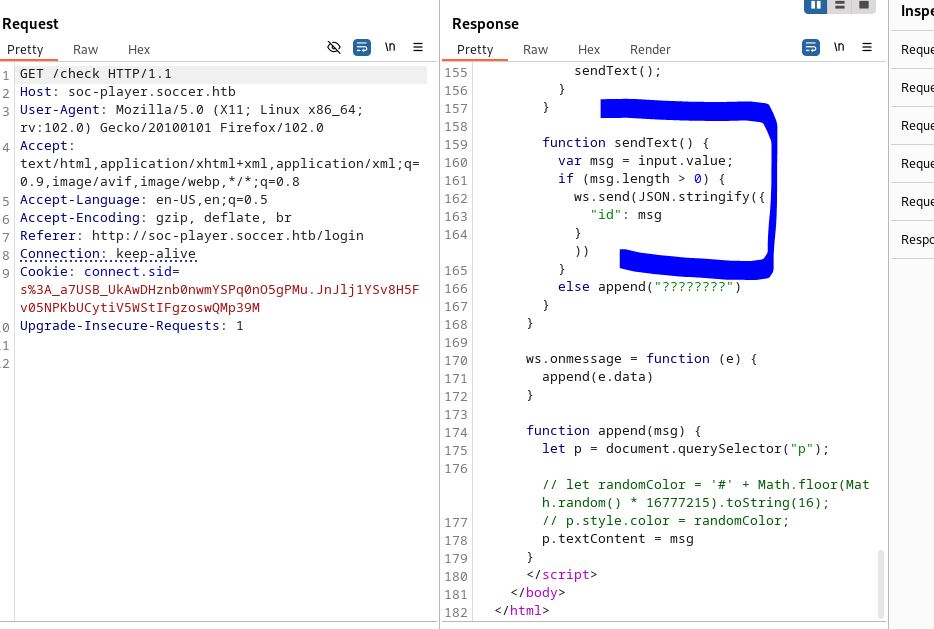 Request
Pretty Raw Hex \n
1 GET /check HTTP/1.1
2 Host: soc-player.soccer.htb
3 User-Agent: Mozilla/5.0 (X11; Linux x86_64;
rv:102.0) Gecko/20100101 Firefox/102.0
4 Accept:
text/html,application/xhtml+xml,application/xml;q=
0.9,image/avif,image/webp,*/*;q=0.8
5 Accept-Language: en-US,en;q=0.5
6 Accept-Encoding: gzip, deflate, br
7 Referer: http://soc-player.soccer.htb/login
8 Connection: keep-alive
9 Cookie: connect.sid=
s%3A_a7USB_UkAwDHznb0nwmYSPq0nO5gPMu.JnJlj1YSv8H5F
v05NPKbUCytiV5WStIFgzoswQMp39M
0 Upgrade-Insecure-Requests: 1
1
2
Response
Pretty Raw Hex Render \n
155 sendText();
156 }
157 }
158
159 function sendText() {
160 var msg = input.value;
161 if (msg.length > 0) {
162 ws.send(JSON.stringify({
163 "id": msg
164 }
))
165 }
166 else append("????????")
167 }
168 }
169
170 ws.onmessage = function (e) {
171 append(e.data)
172 }
173
174 function append(msg) {
175 let p = document.querySelector("p");
176
// let randomColor = '#' + Math.floor(Mat
h.random() * 16777215).toString(16);
177 // p.style.color = randomColor;
178 p.textContent = msg
179 }
180 </script>
181 </body>
182 </html>
Inspe
Reque
Reque
Reque
Reque
Reque
Respo